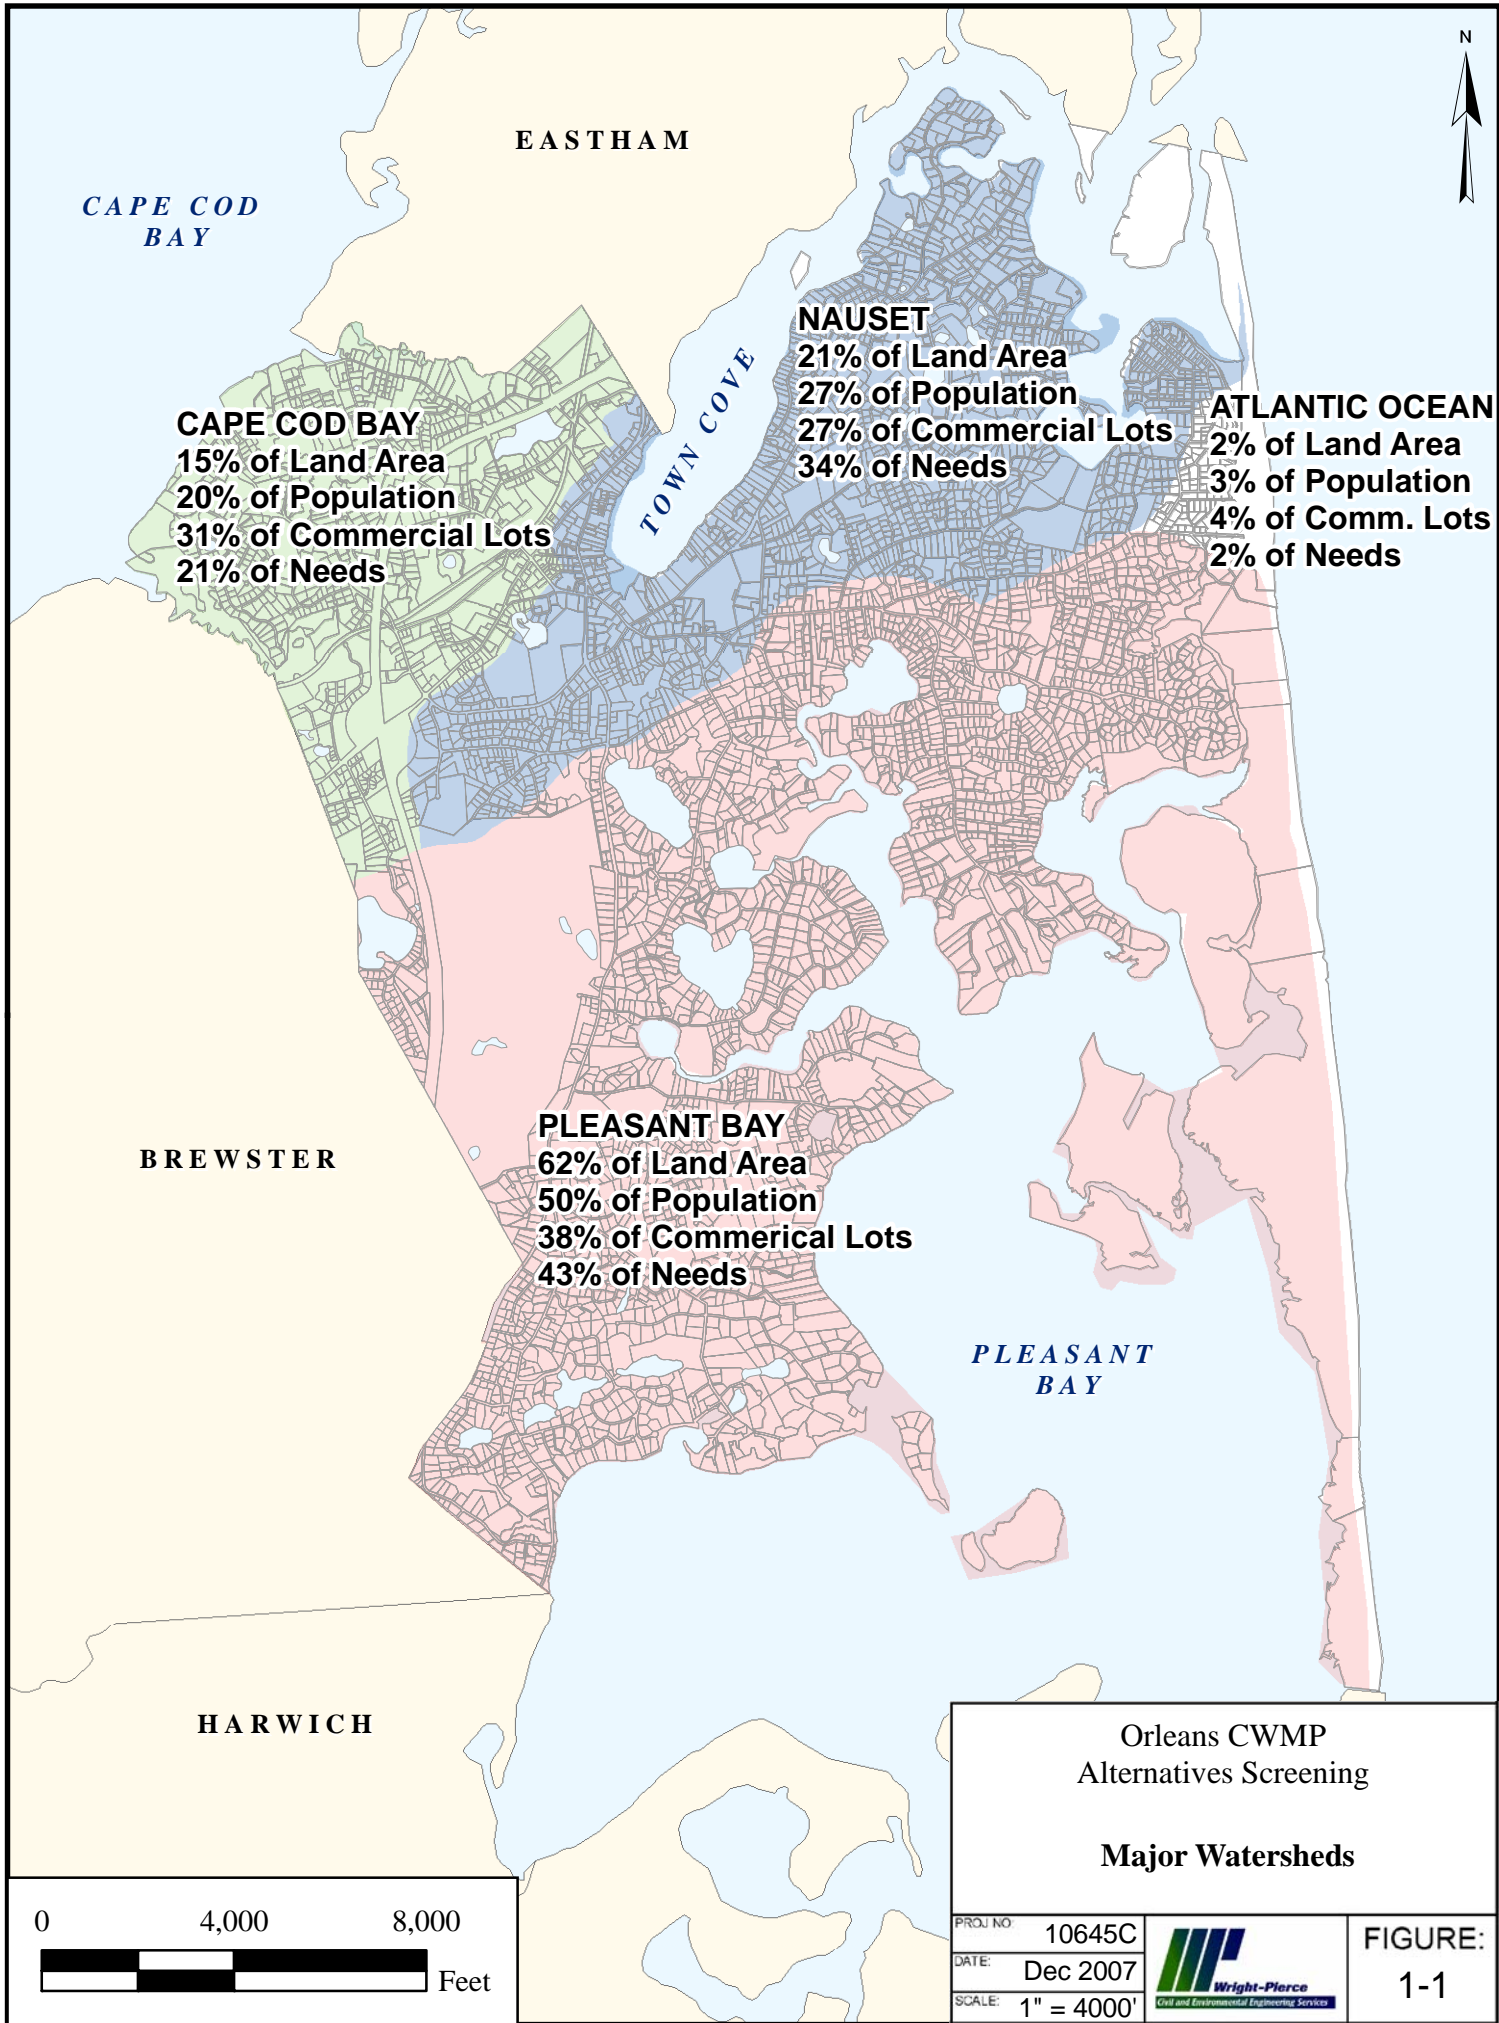 N
EASTHAM
CAPE COD
BAY
NAUSET
21% of Land Area
27% of Population
27% of Commercial Lots
34% of Needs
TOWN COVE
ATLANTIC OCEAN
2% of Land Area
3% of Population
4% of Comm. Lots
2% of Needs
CAPE COD BAY
15% of Land Area
20% of Population
31% of Commercial Lots
21% of Needs
BREWSTER
PLEASANT BAY
62% of Land Area
50% of Population
38% of Commerical Lots
43% of Needs
PLEASANT
BAY
HARWICH
0 4,000 8,000
Feet
Orleans CWMP
Alternatives Screening
Major Watersheds
PROJ NO: 10645C
DATE: Dec 2007
SCALE: 1" = 4000'
Wright-Pierce
Civil and Environmental Engineering Services
FIGURE:
1-1